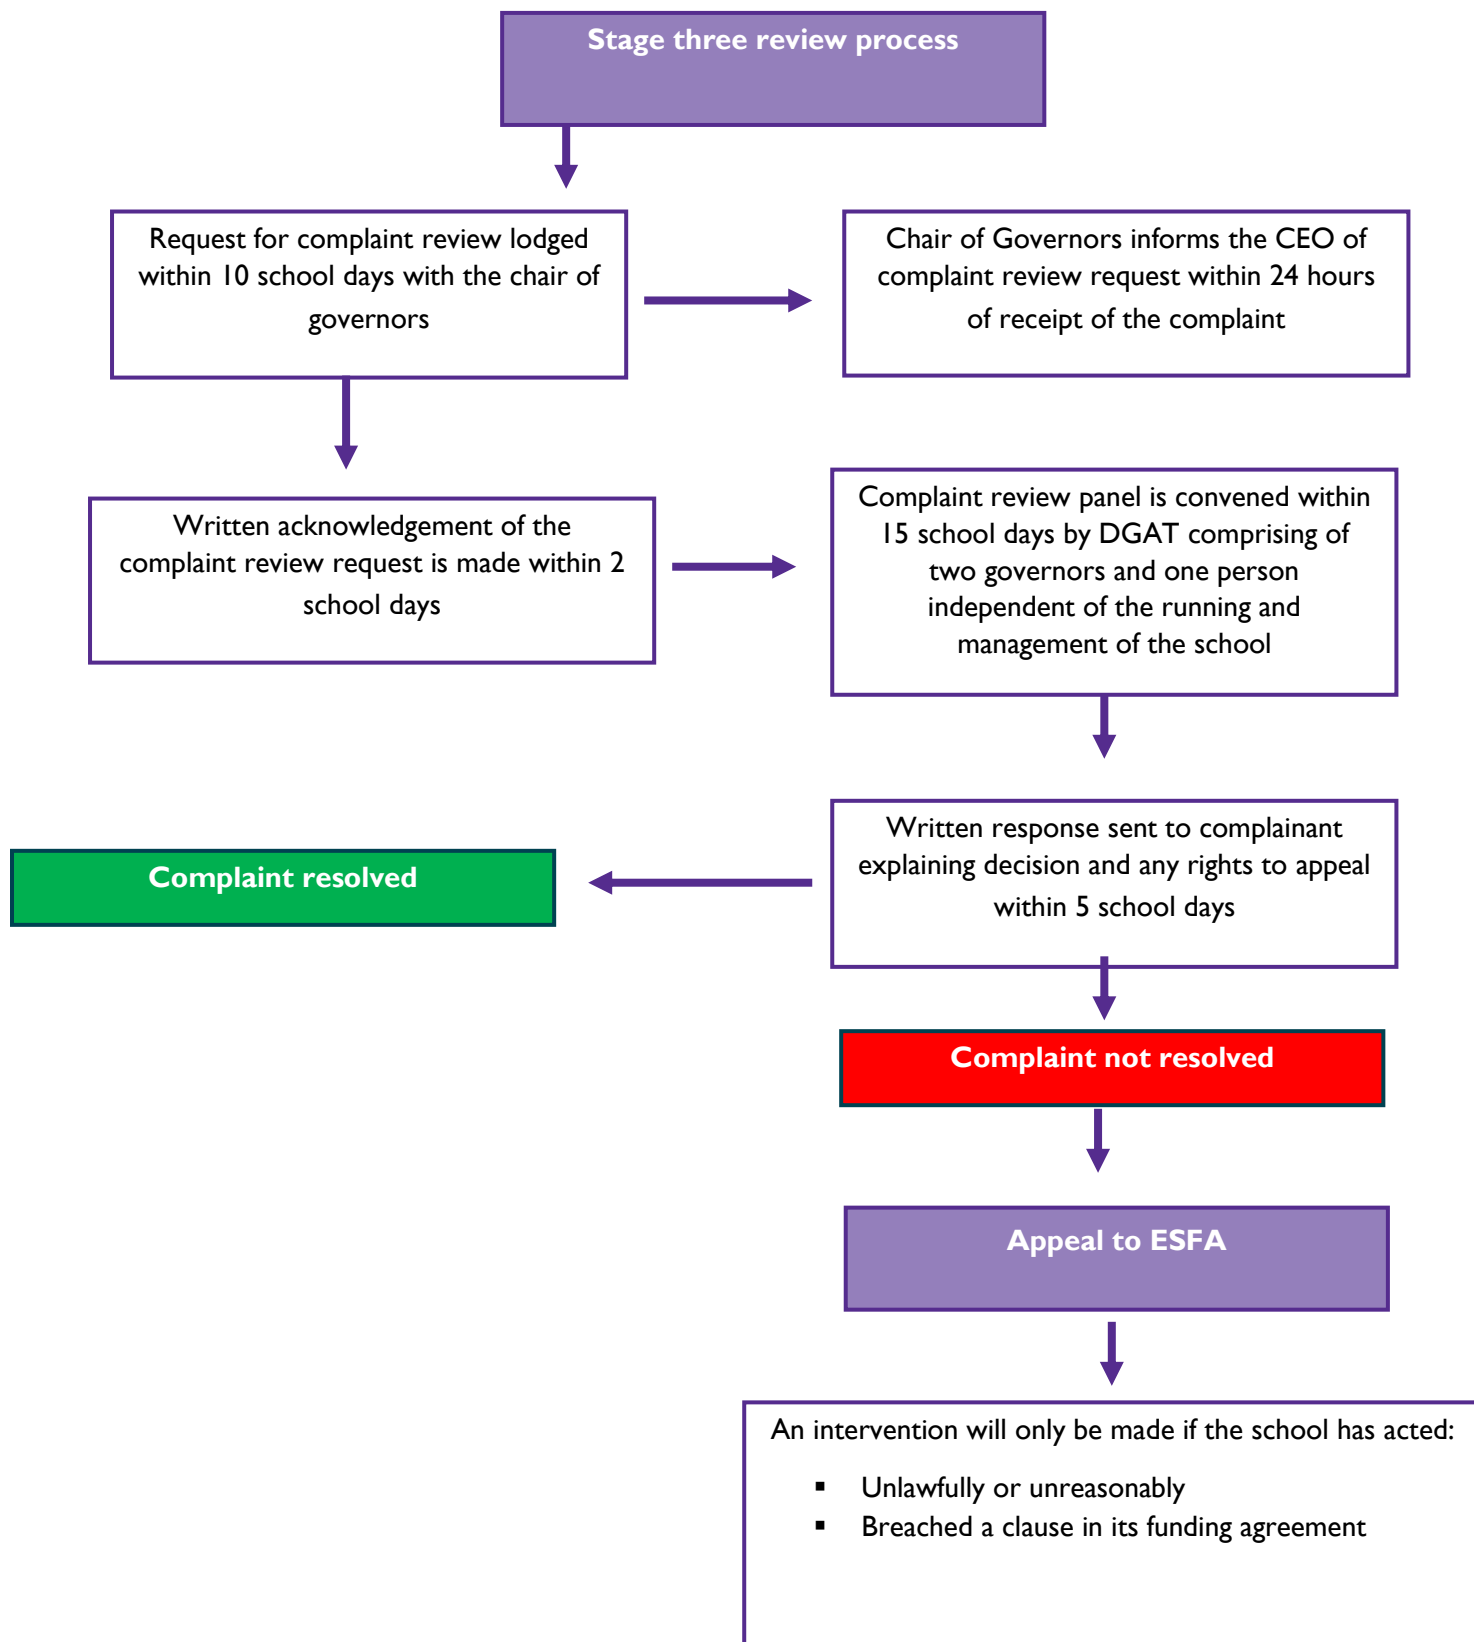 Stage three review process
Request for complaint review lodged
within 10 school days with the chair of
governors
Chair of Governors informs the CEO of
complaint review request within 24 hours
of receipt of the complaint
Written acknowledgement of the
complaint review request is made within 2
school days
Complaint review panel is convened within
15 school days by DGAT comprising of
two governors and one person
independent of the running and
management of the school
Written response sent to complainant
explaining decision and any rights to appeal
within 5 school days
Complaint resolved
Complaint not resolved
Appeal to ESFA
An intervention will only be made if the school has acted:
▪ Unlawfully or unreasonably
▪ Breached a clause in its funding agreement